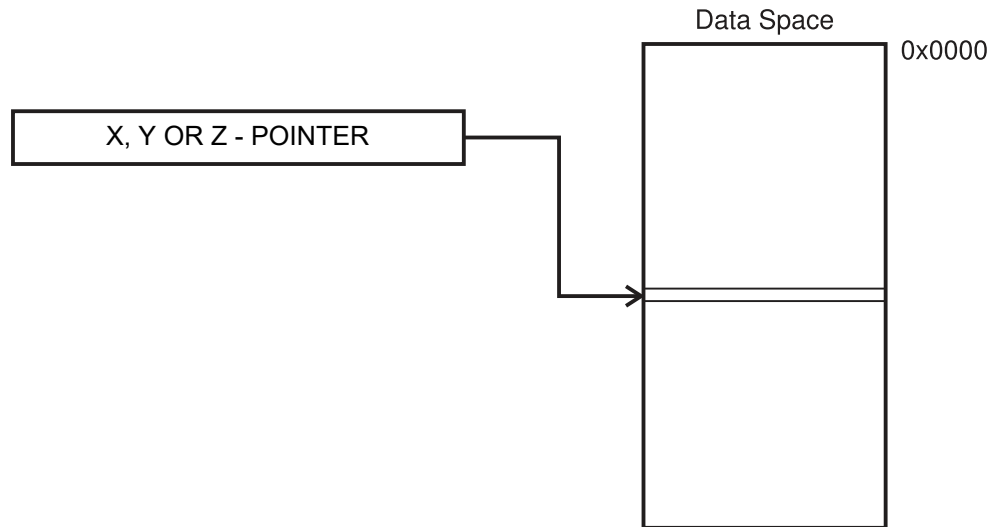 Data Space
0x0000
X, Y OR Z - POINTER